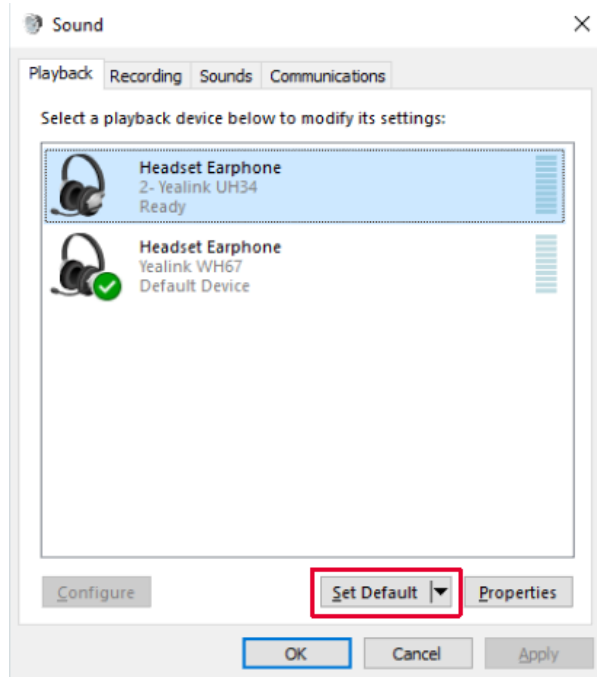 Sound
Playback Recording Sounds Communications
Select a playback device below to modify its settings:
Headset Earphone
2- Yealink UH34
Ready
Headset Earphone
Yealink WH67
Default Device
Configure Set Default Properties
OK Cancel Apply